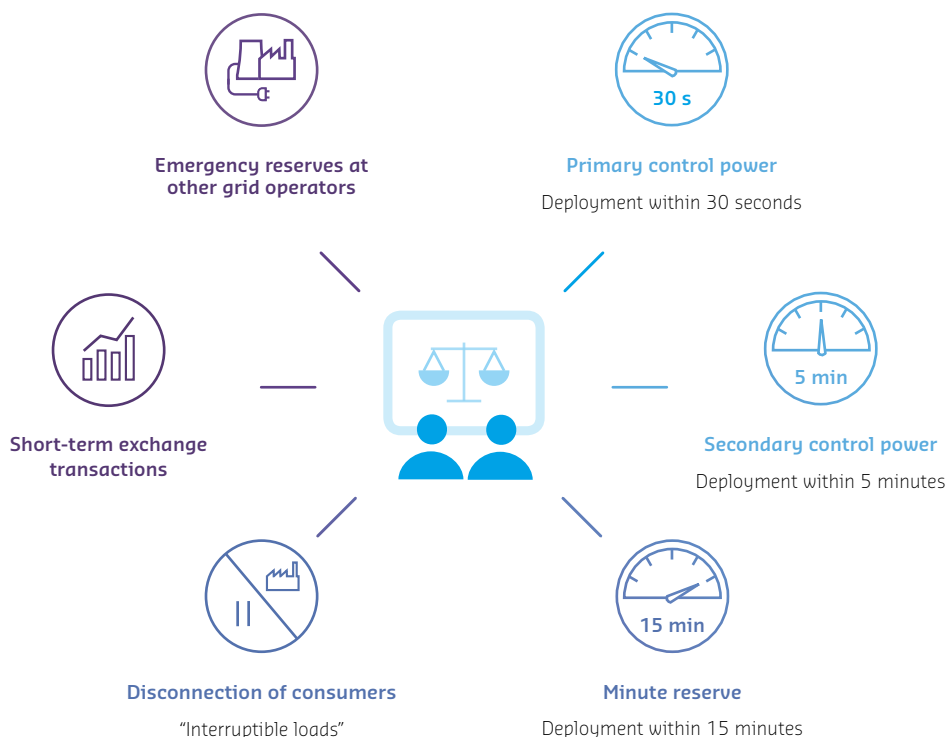 Emergency reserves at
other grid operators
30 s
Primary control power
Deployment within 30 seconds
Short-term exchange
transactions
5 min
Secondary control power
Deployment within 5 minutes
Disconnection of consumers
“Interruptible loads”
15 min
Minute reserve
Deployment within 15 minutes